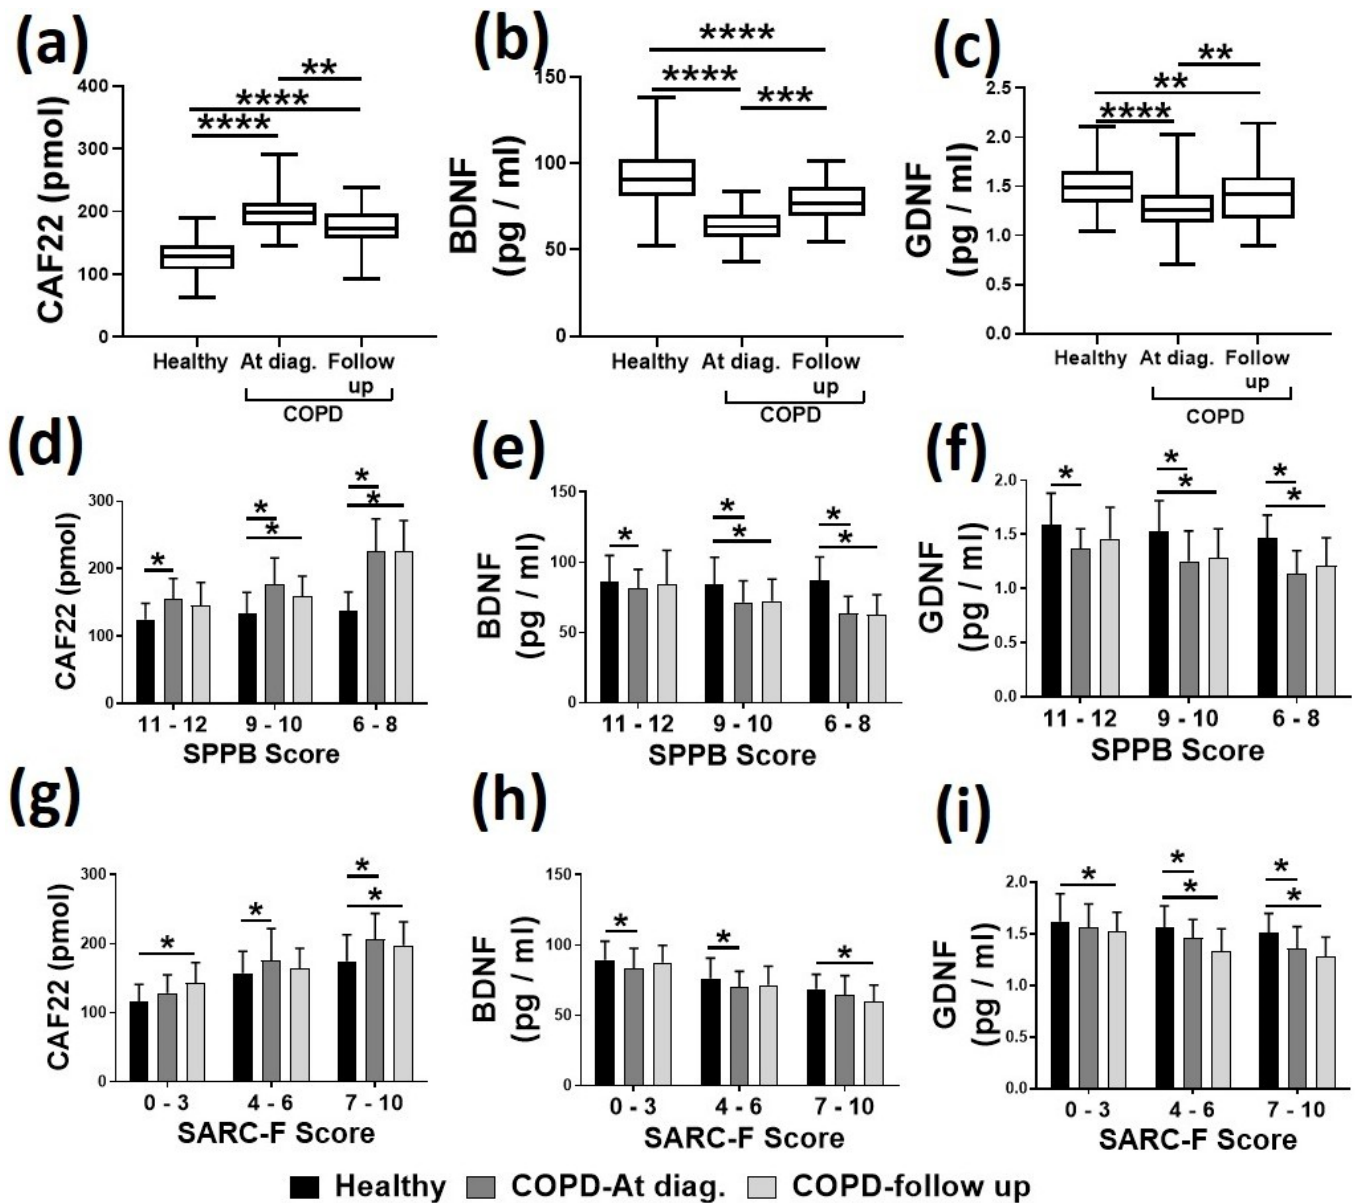 (a)
CAF22 (pmol)
400
300
200
100
0
**
****
****
Healthy At diag. Follow
up
COPD
(b)
BDNF
(pg / ml)
150
100
50
0
****
****
***
Healthy At diag. Follow
up
COPD
(c)
GDNF
(pg / ml)
2.5
2.0
1.5
1.0
0.5
0.0
**
**
****
Healthy At diag. Follow
up
COPD
(d)
CAF22 (pmol)
300
200
100
0
*
*
*
*
*
11 - 12 9 - 10 6 - 8
SPPB Score
(e)
BDNF
(pg / ml)
150
100
50
0
*
*
*
*
*
11 - 12 9 - 10 6 - 8
SPPB Score
(f)
GDNF
(pg / ml)
2.0
1.5
1.0
0.5
0.0
*
*
*
*
*
11 - 12 9 - 10 6 - 8
SPPB Score
(g)
CAF22 (pmol)
300
200
100
0
*
*
*
*
0 - 3 4 - 6 7 - 10
SARC-F Score
(h)
BDNF
(pg / ml)
150
100
50
0
*
*
*
0 - 3 4 - 6 7 - 10
SARC-F Score
(i)
GDNF
(pg / ml)
2.0
1.5
1.0
0.5
0.0
*
*
*
*
*
0 - 3 4 - 6 7 - 10
SARC-F Score
Healthy COPD-At diag. COPD-follow up